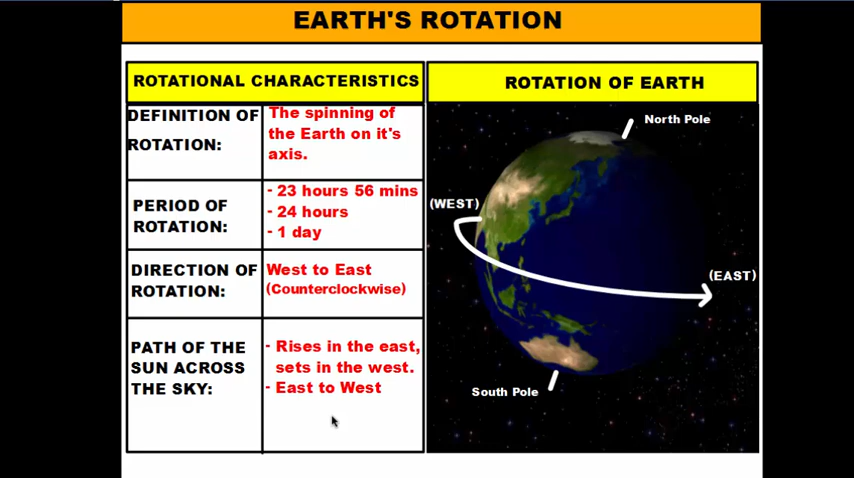 EARTH'S ROTATION
ROTATIONAL CHARACTERISTICS
DEFINITION OF
ROTATION:
The spinning of
the Earth on it's
axis.
PERIOD OF
ROTATION:
- 23 hours 56 mins
- 24 hours
- 1 day
DIRECTION OF
ROTATION:
West to East
(Counterclockwise)
PATH OF THE
SUN ACROSS
THE SKY:
- Rises in the east,
sets in the west.
- East to West
ROTATION OF EARTH
North Pole
(WEST)
(EAST)
South Pole